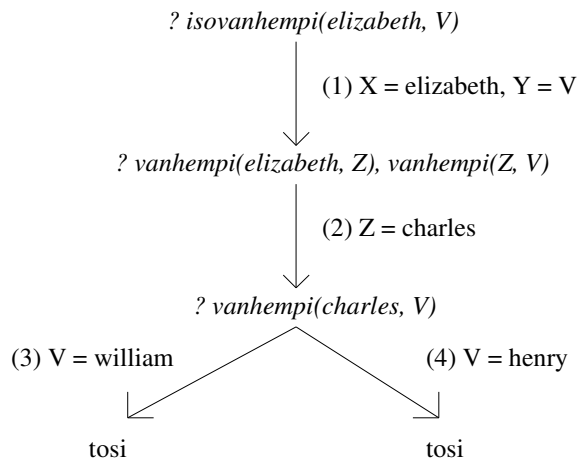 ? isovanhempi(elizabeth, V)
(1) X = elizabeth, Y = V
? vanhempi(elizabeth, Z), vanhempi(Z, V)
(2) Z = charles
? vanhempi(charles, V)
(3) V = william
(4) V = henry
tosi
tosi